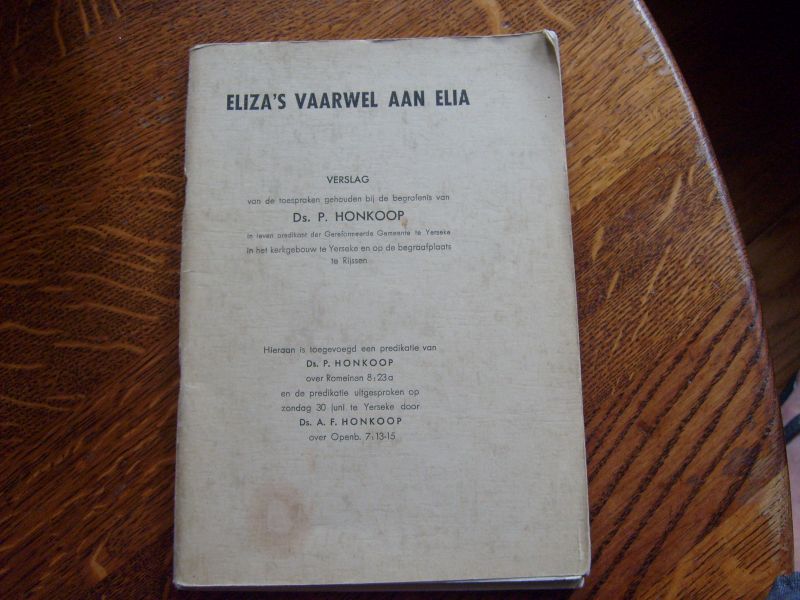 ELIZA'S VAARWEL AAN ELIA
VERSLAG
van de toespraken gehouden bij de begrafenis van
Ds. P. HONKOOP
in leven predikant der Gereformeerde Gemeente te Yerseke
in het kerkgebouw te Yerseke en op de begraafplaats
te Rijssen
Hieraan is toegevoegd een predikatie van
Ds. P. HONKOOP
over Romeinen 8:23a
en de predikatie uitgesproken op
zondag 30 juni te Yerseke door
Ds. A. F. HONKOOP
over Openb. 7:13-15